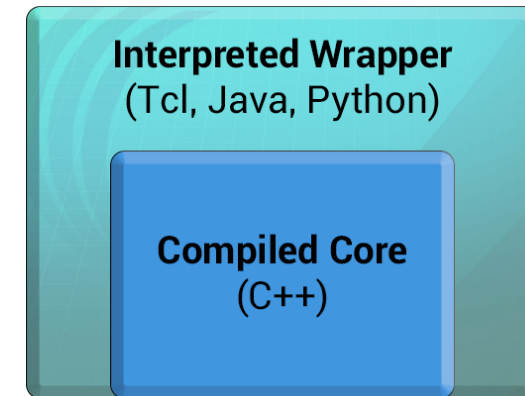 Interpreted Wrapper
(Tcl, Java, Python)
Compiled Core
(C++)